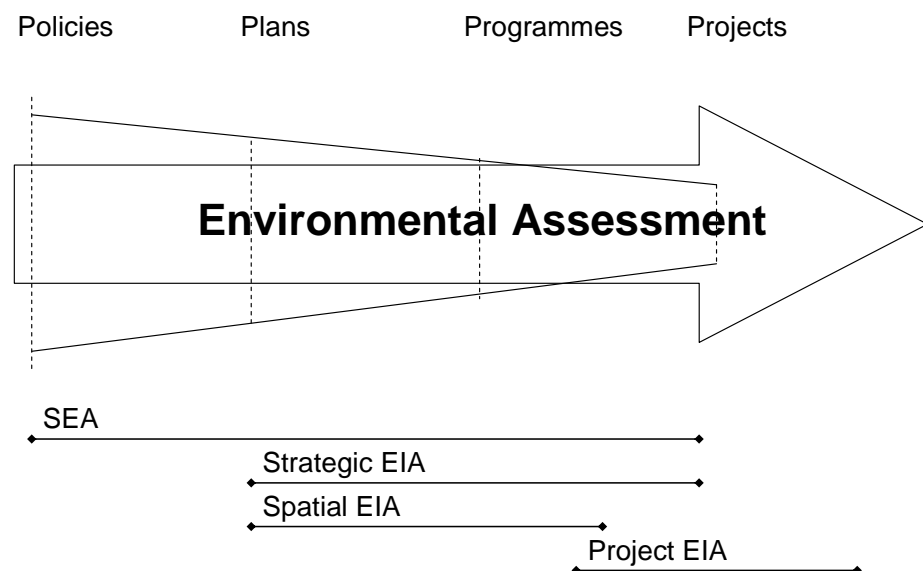 Policies Plans Programmes Projects
Environmental Assessment
SEA
Strategic EIA
Spatial EIA
Project EIA